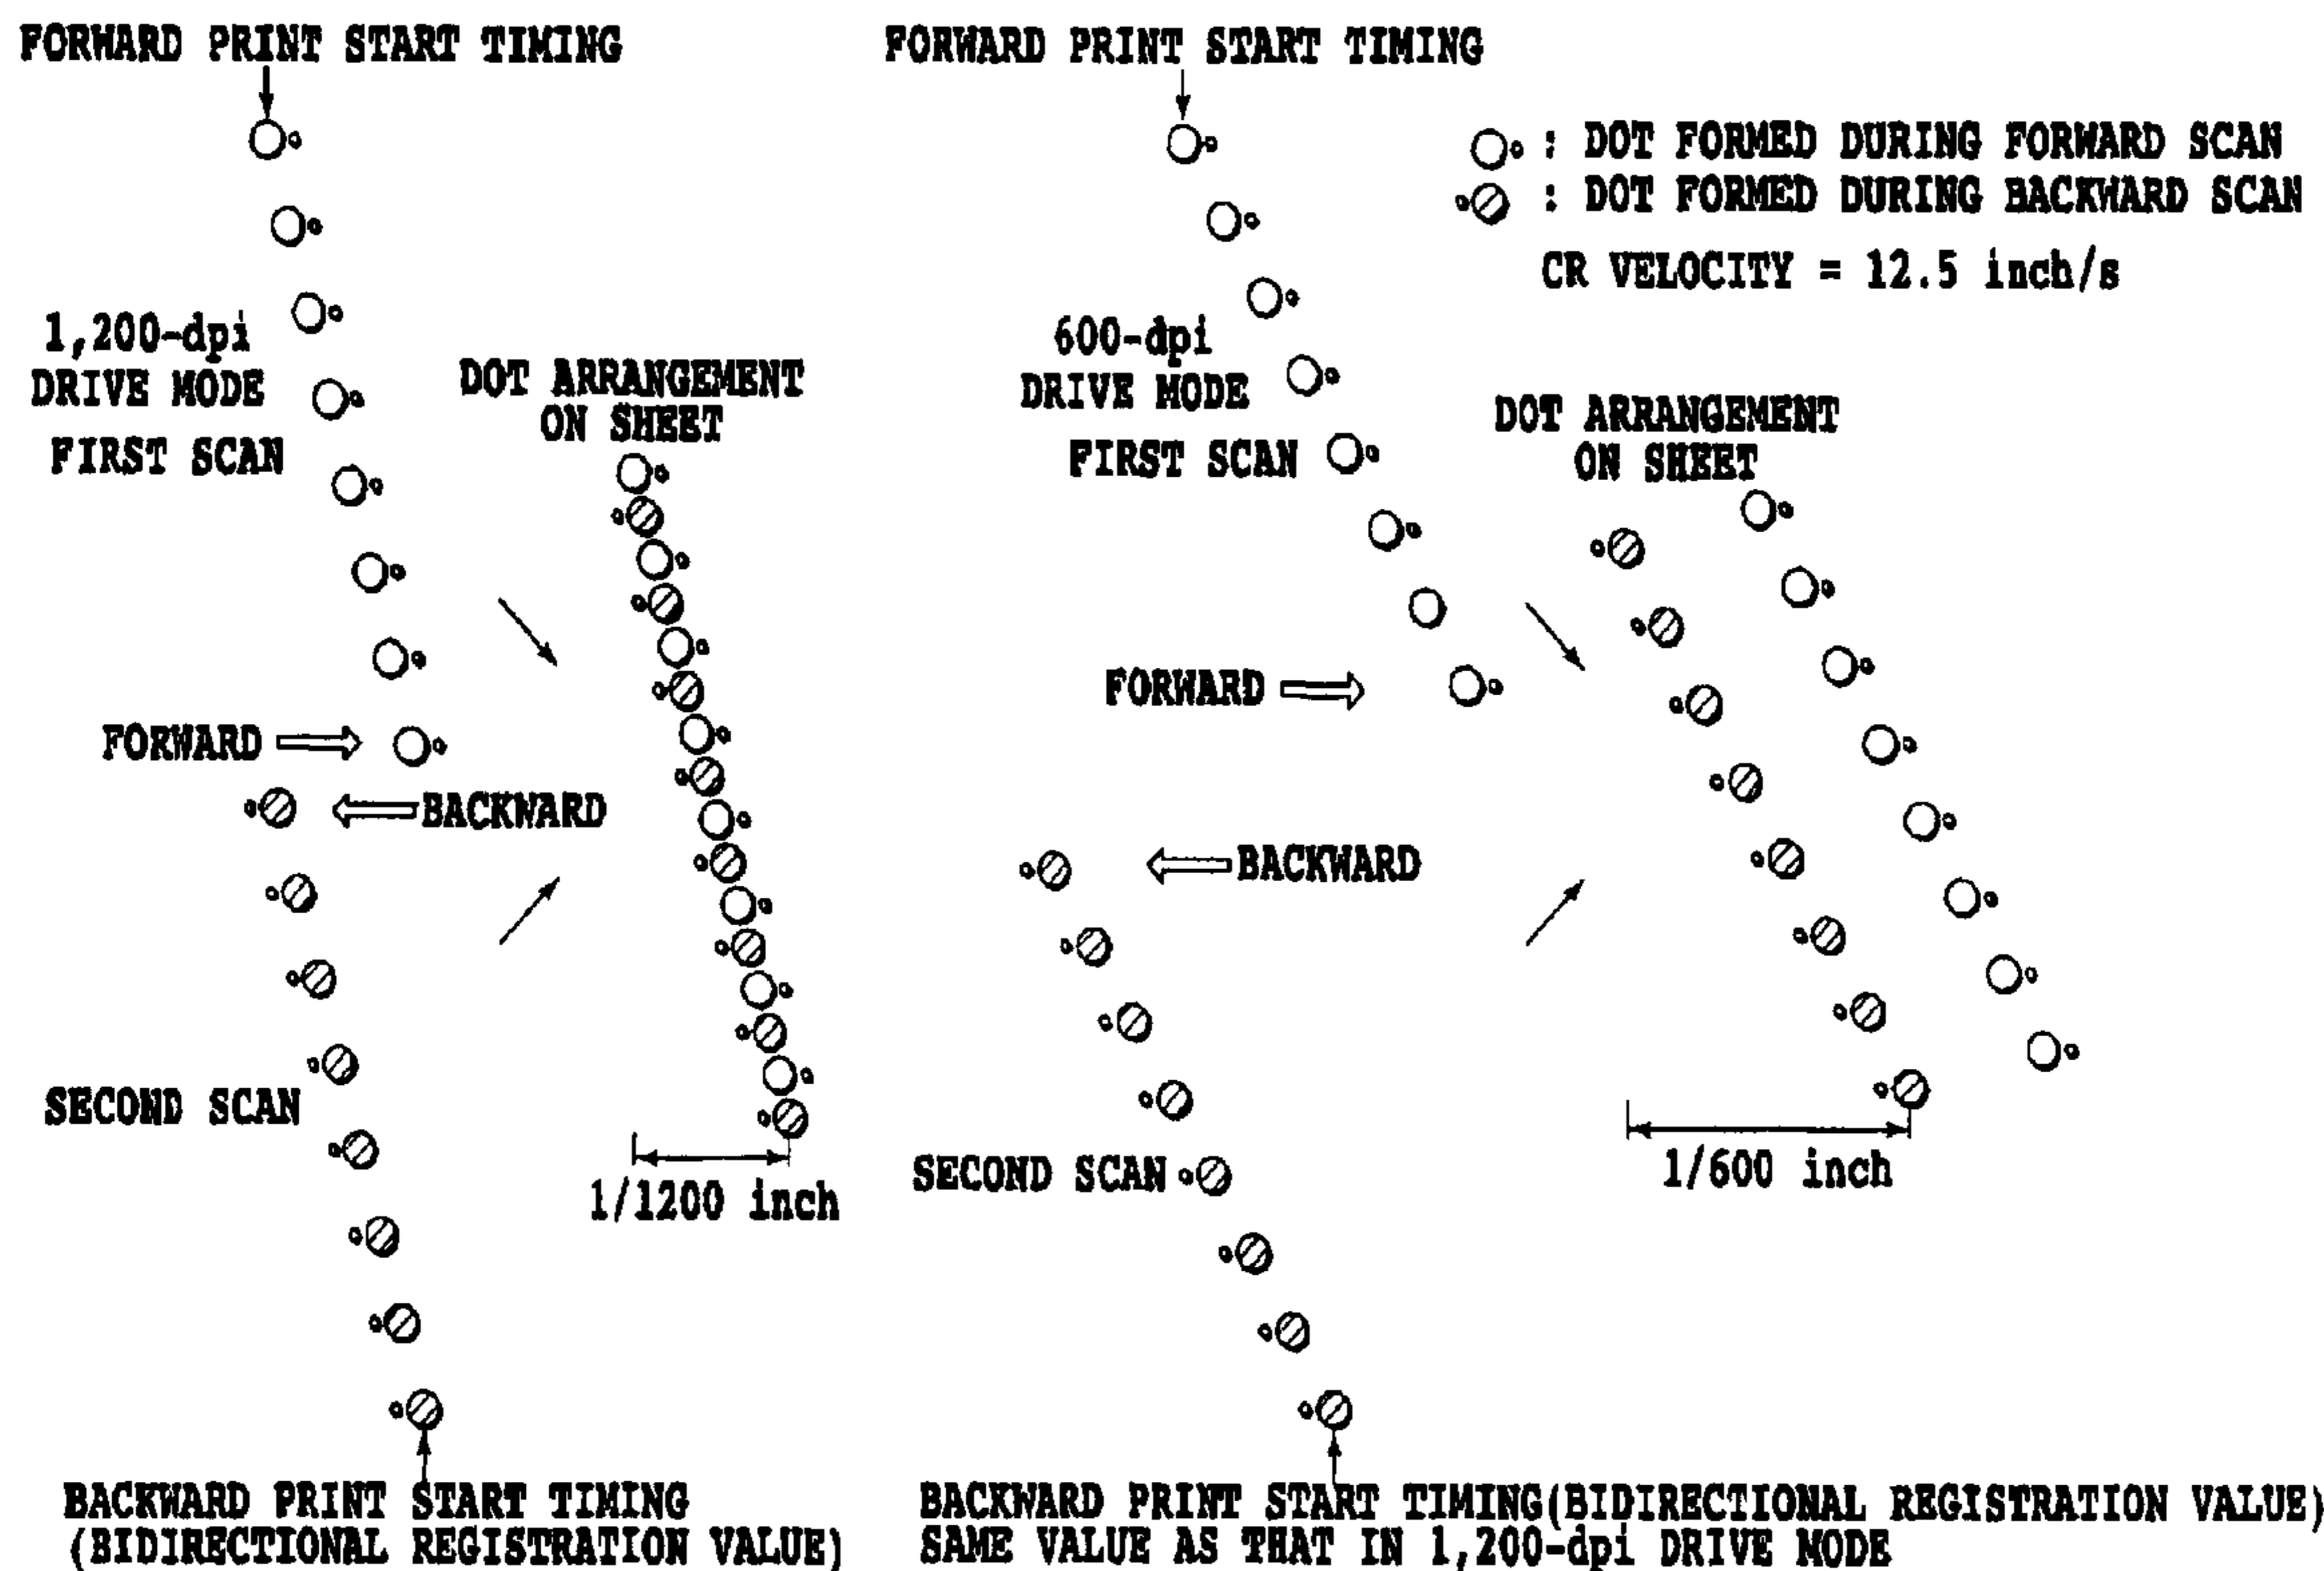 FORWARD PRINT START TIMING
1,200-dpi
DRIVE MODE
FIRST SCAN
DOT ARRANGEMENT
ON SHEET
FORWARD
BACKWARD
SECOND SCAN
1/1200 inch
BACKWARD PRINT START TIMING
(BIDIRECTIONAL REGISTRATION VALUE)
FORWARD PRINT START TIMING
: DOT FORMED DURING FORWARD SCAN
: DOT FORMED DURING BACKWARD SCAN
CR VELOCITY = 12.5 inch/s
600-dpi
DRIVE MODE
FIRST SCAN
DOT ARRANGEMENT
ON SHEET
FORWARD
BACKWARD
SECOND SCAN
1/600 inch
BACKWARD PRINT START TIMING(BIDIRECTIONAL REGISTRATION VALUE)
SAME VALUE AS THAT IN 1,200-dpi DRIVE MODE